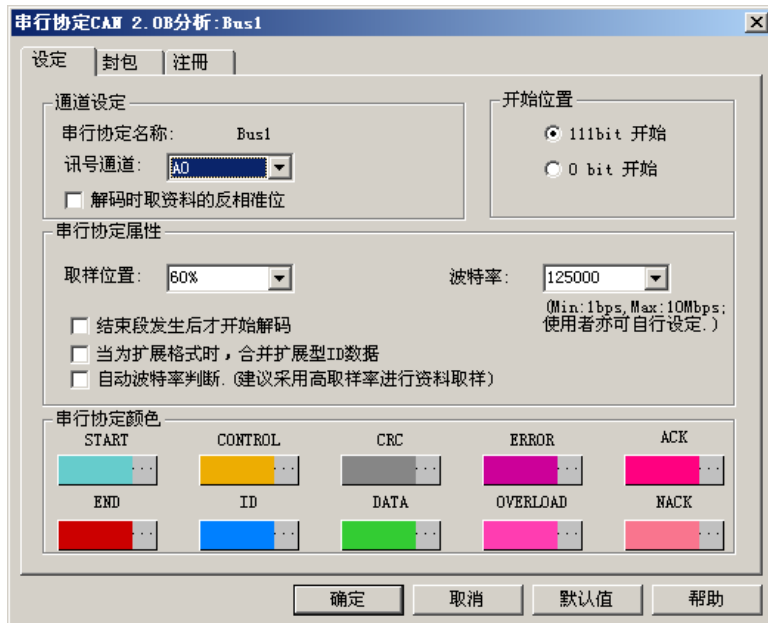 串行协定CAN 2.0B分析:Bus1
设定 封包 注冊
通道设定
串行协定名称: Bus1
讯号通道: A0
解码时取资料的反相准位
开始位置
111bit 开始
0 bit 开始
串行协定属性
取样位置: 60%
波特率: 125000
(Min:1bps,Max:10Mbps;
使用者亦可自行设定.)
结束段发生后才开始解码
当为扩展格式时，合并扩展型ID数据
自动波特率判断.(建议采用高取样率进行资料取样)
串行协定颜色
START CONTROL CRC ERROR ACK
... ... ... ... ...
END ID DATA OVERLOAD NACK
... ... ... ... ...
确定 取消 默认值 帮助